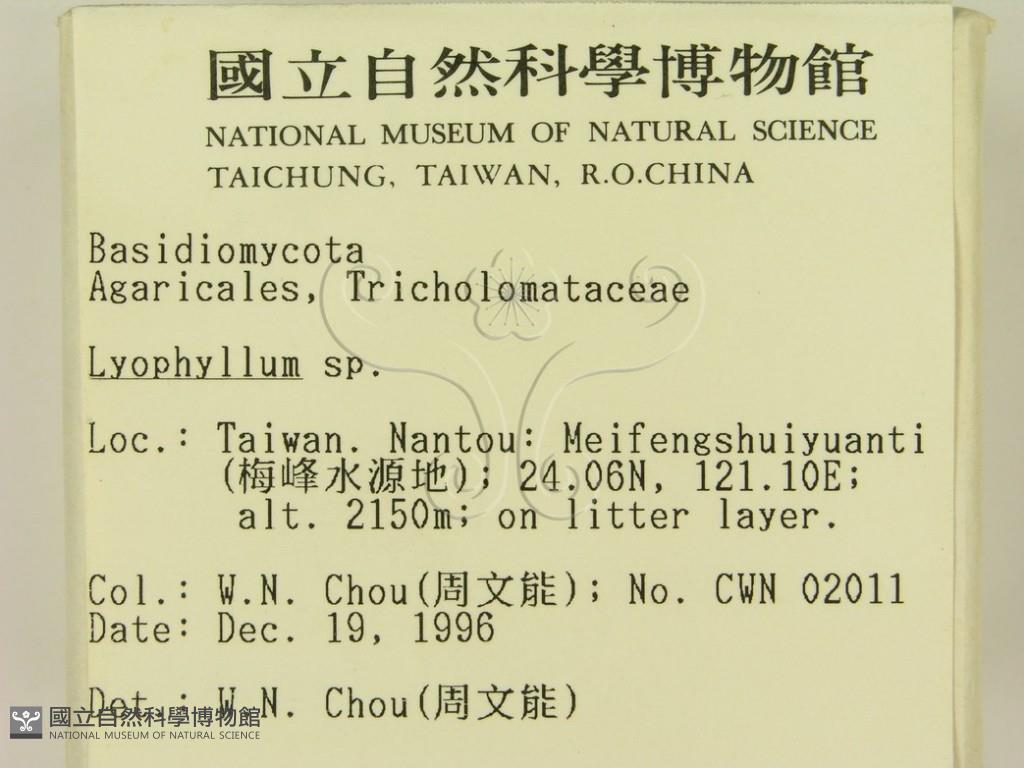 國立自然科學博物館
NATIONAL MUSEUM OF NATURAL SCIENCE
TAICHUNG, TAIWAN, R.O.CHINA
Basidiomycota
Agaricales, Tricholomataceae
Lyophyllum sp.
Loc.: Taiwan. Nantou: Meifengshuiyuanti
(梅峰水源地); 24.06N, 121.10E;
alt. 2150m; on litter layer.
Col.: W.N. Chou(周文能); No. CWN 02011
Date: Dec. 19, 1996
Det.: W.N. Chou(周文能)
國立自然科學博物館
NATIONAL MUSEUM OF NATURAL SCIENCE